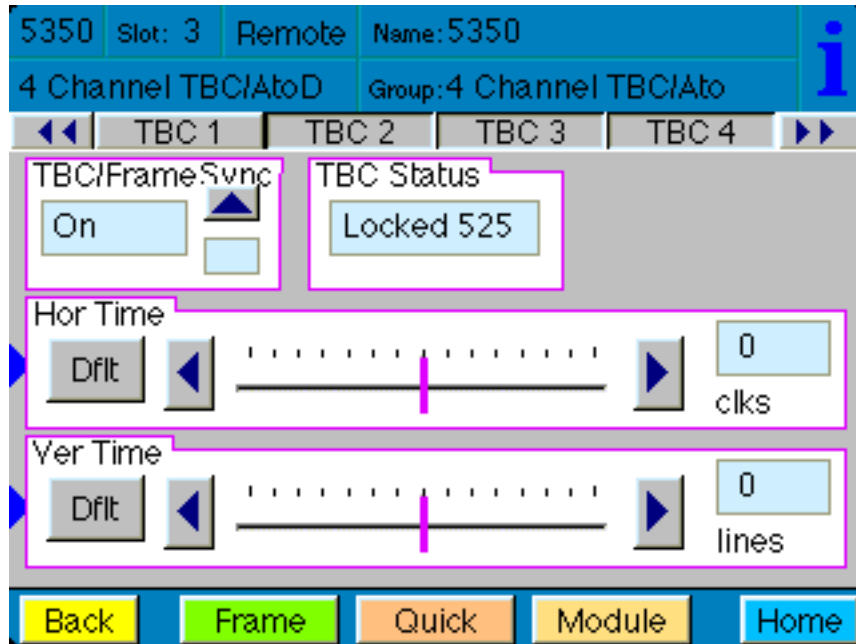 5350 Slot: 3 Remote Name:5350
4 Channel TBC/AtoD Group:4 Channel TBC/Ato
i
TBC 1 TBC 2 TBC 3 TBC 4
TBC/FrameSync TBC Status
On Locked 525
Hor Time
Dflt 0
clks
Ver Time
Dflt 0
lines
Back Frame Quick Module Home